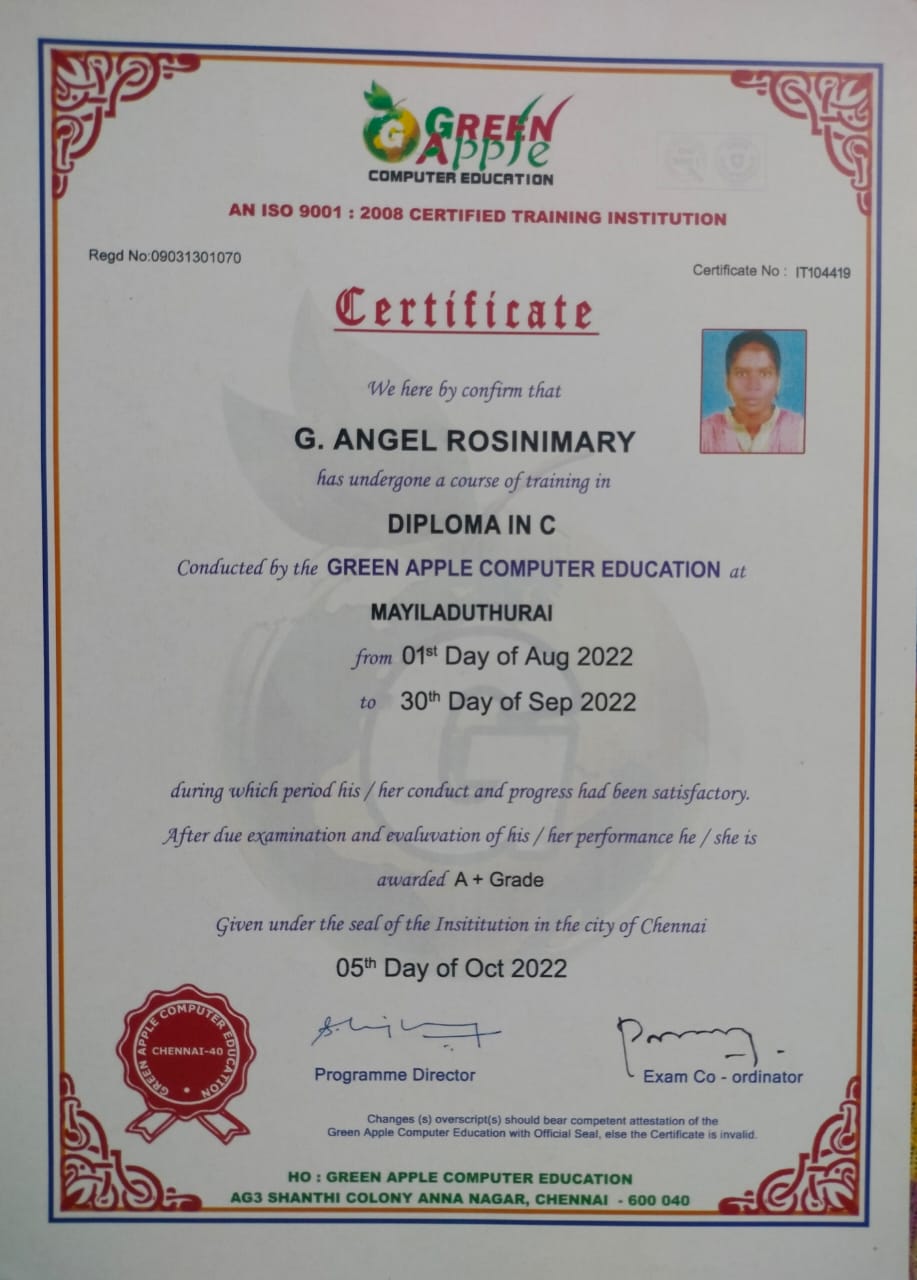 GREEN
Apple
COMPUTER EDUCATION
AN ISO 9001 : 2008 CERTIFIED TRAINING INSTITUTION
Regd No:09031301070
Certificate No : IT104419
Certificate
We here by confirm that
G. ANGEL ROSINIMARY
has undergone a course of training in
DIPLOMA IN C
Conducted by the GREEN APPLE COMPUTER EDUCATION at
MAYILADUTHURAI
from 01st Day of Aug 2022
to 30th Day of Sep 2022
during which period his / her conduct and progress had been satisfactory.
After due examination and evaluvation of his / her performance he / she is
awarded A + Grade
Given under the seal of the Insititution in the city of Chennai
05th Day of Oct 2022
GREEN APPLE COMPUTER EDUCATION
CHENNAI-40
Programme Director
Exam Co - ordinator
Changes (s) overscript(s) should bear competent attestation of the
Green Apple Computer Education with Official Seal, else the Certificate is invalid.
HO : GREEN APPLE COMPUTER EDUCATION
AG3 SHANTHI COLONY ANNA NAGAR, CHENNAI - 600 040